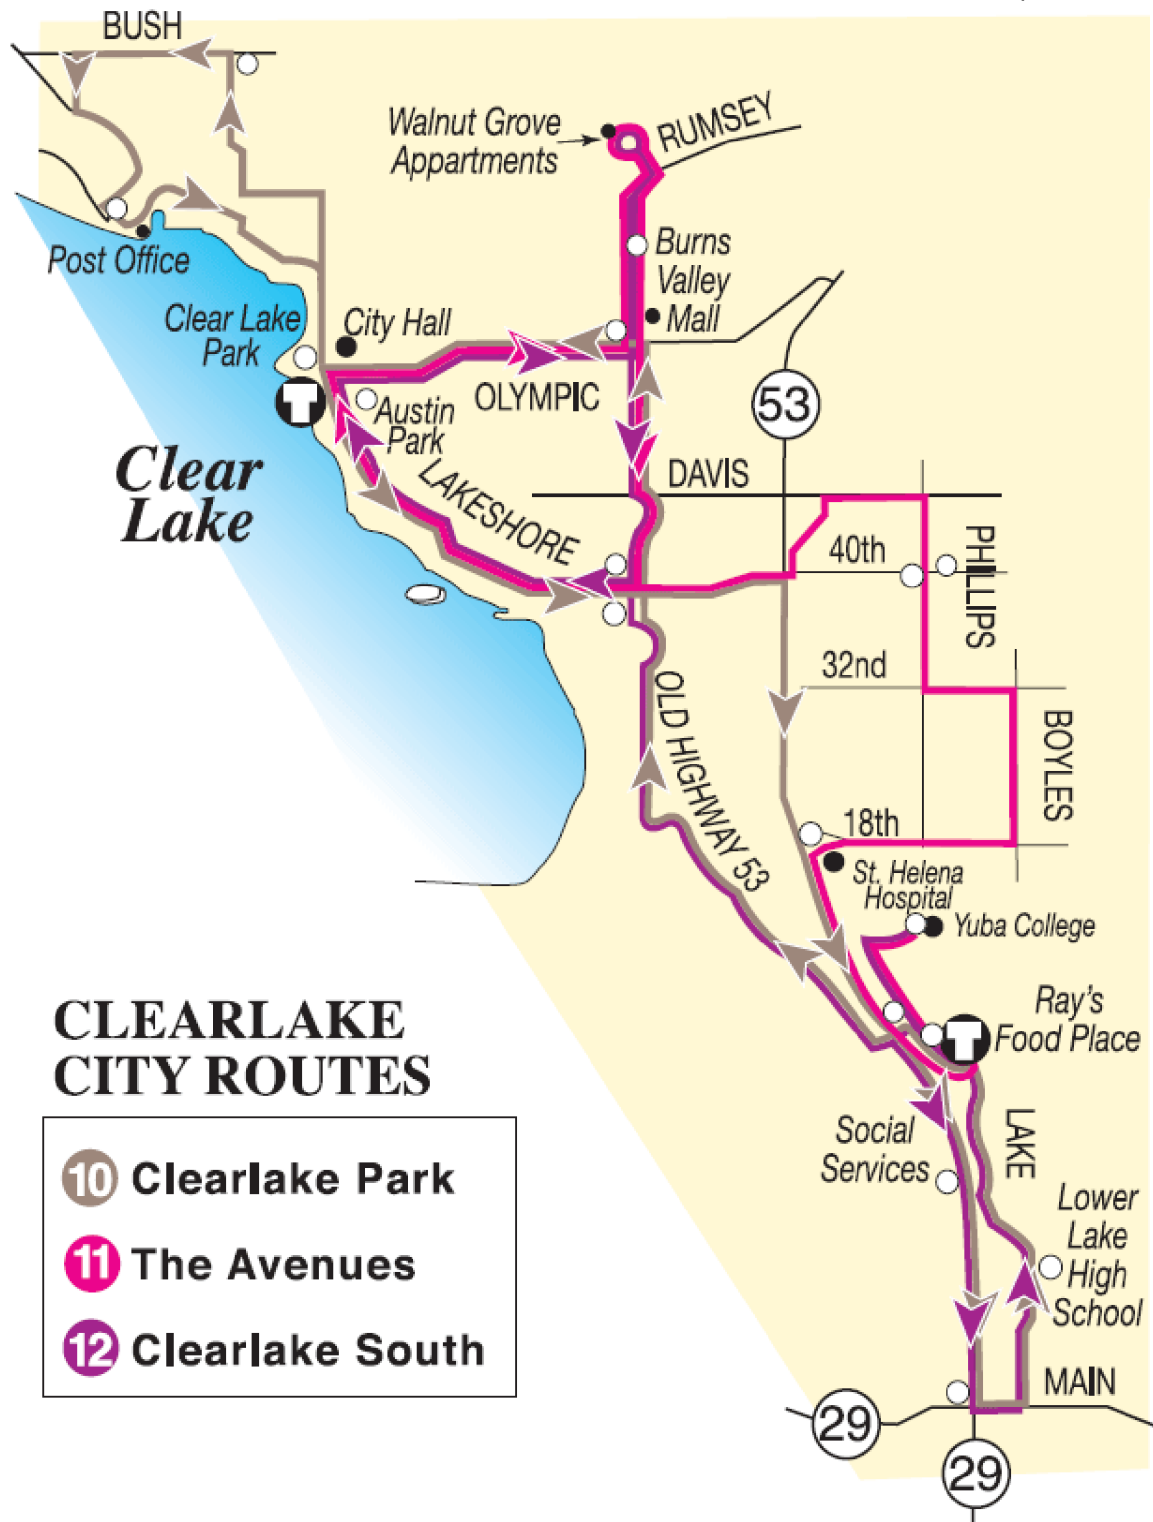 BUSH
Walnut Grove
Appartments
RUMSEY
Post Office
Burns
Valley
Mall
Clear Lake
Park
City Hall
53
OLYMPIC
Austin
Park
Clear
Lake
LAKESHORE
DAVIS
40th
PHILLIPS
32nd
OLD HIGHWAY 53
BOYLES
18th
St. Helena
Hospital
Yuba College
CLEARLAKE
CITY ROUTES
Ray's
Food Place
T
T
10 Clearlake Park
11 The Avenues
12 Clearlake South
Social
Services
LAKE
Lower
Lake
High
School
MAIN
29
29